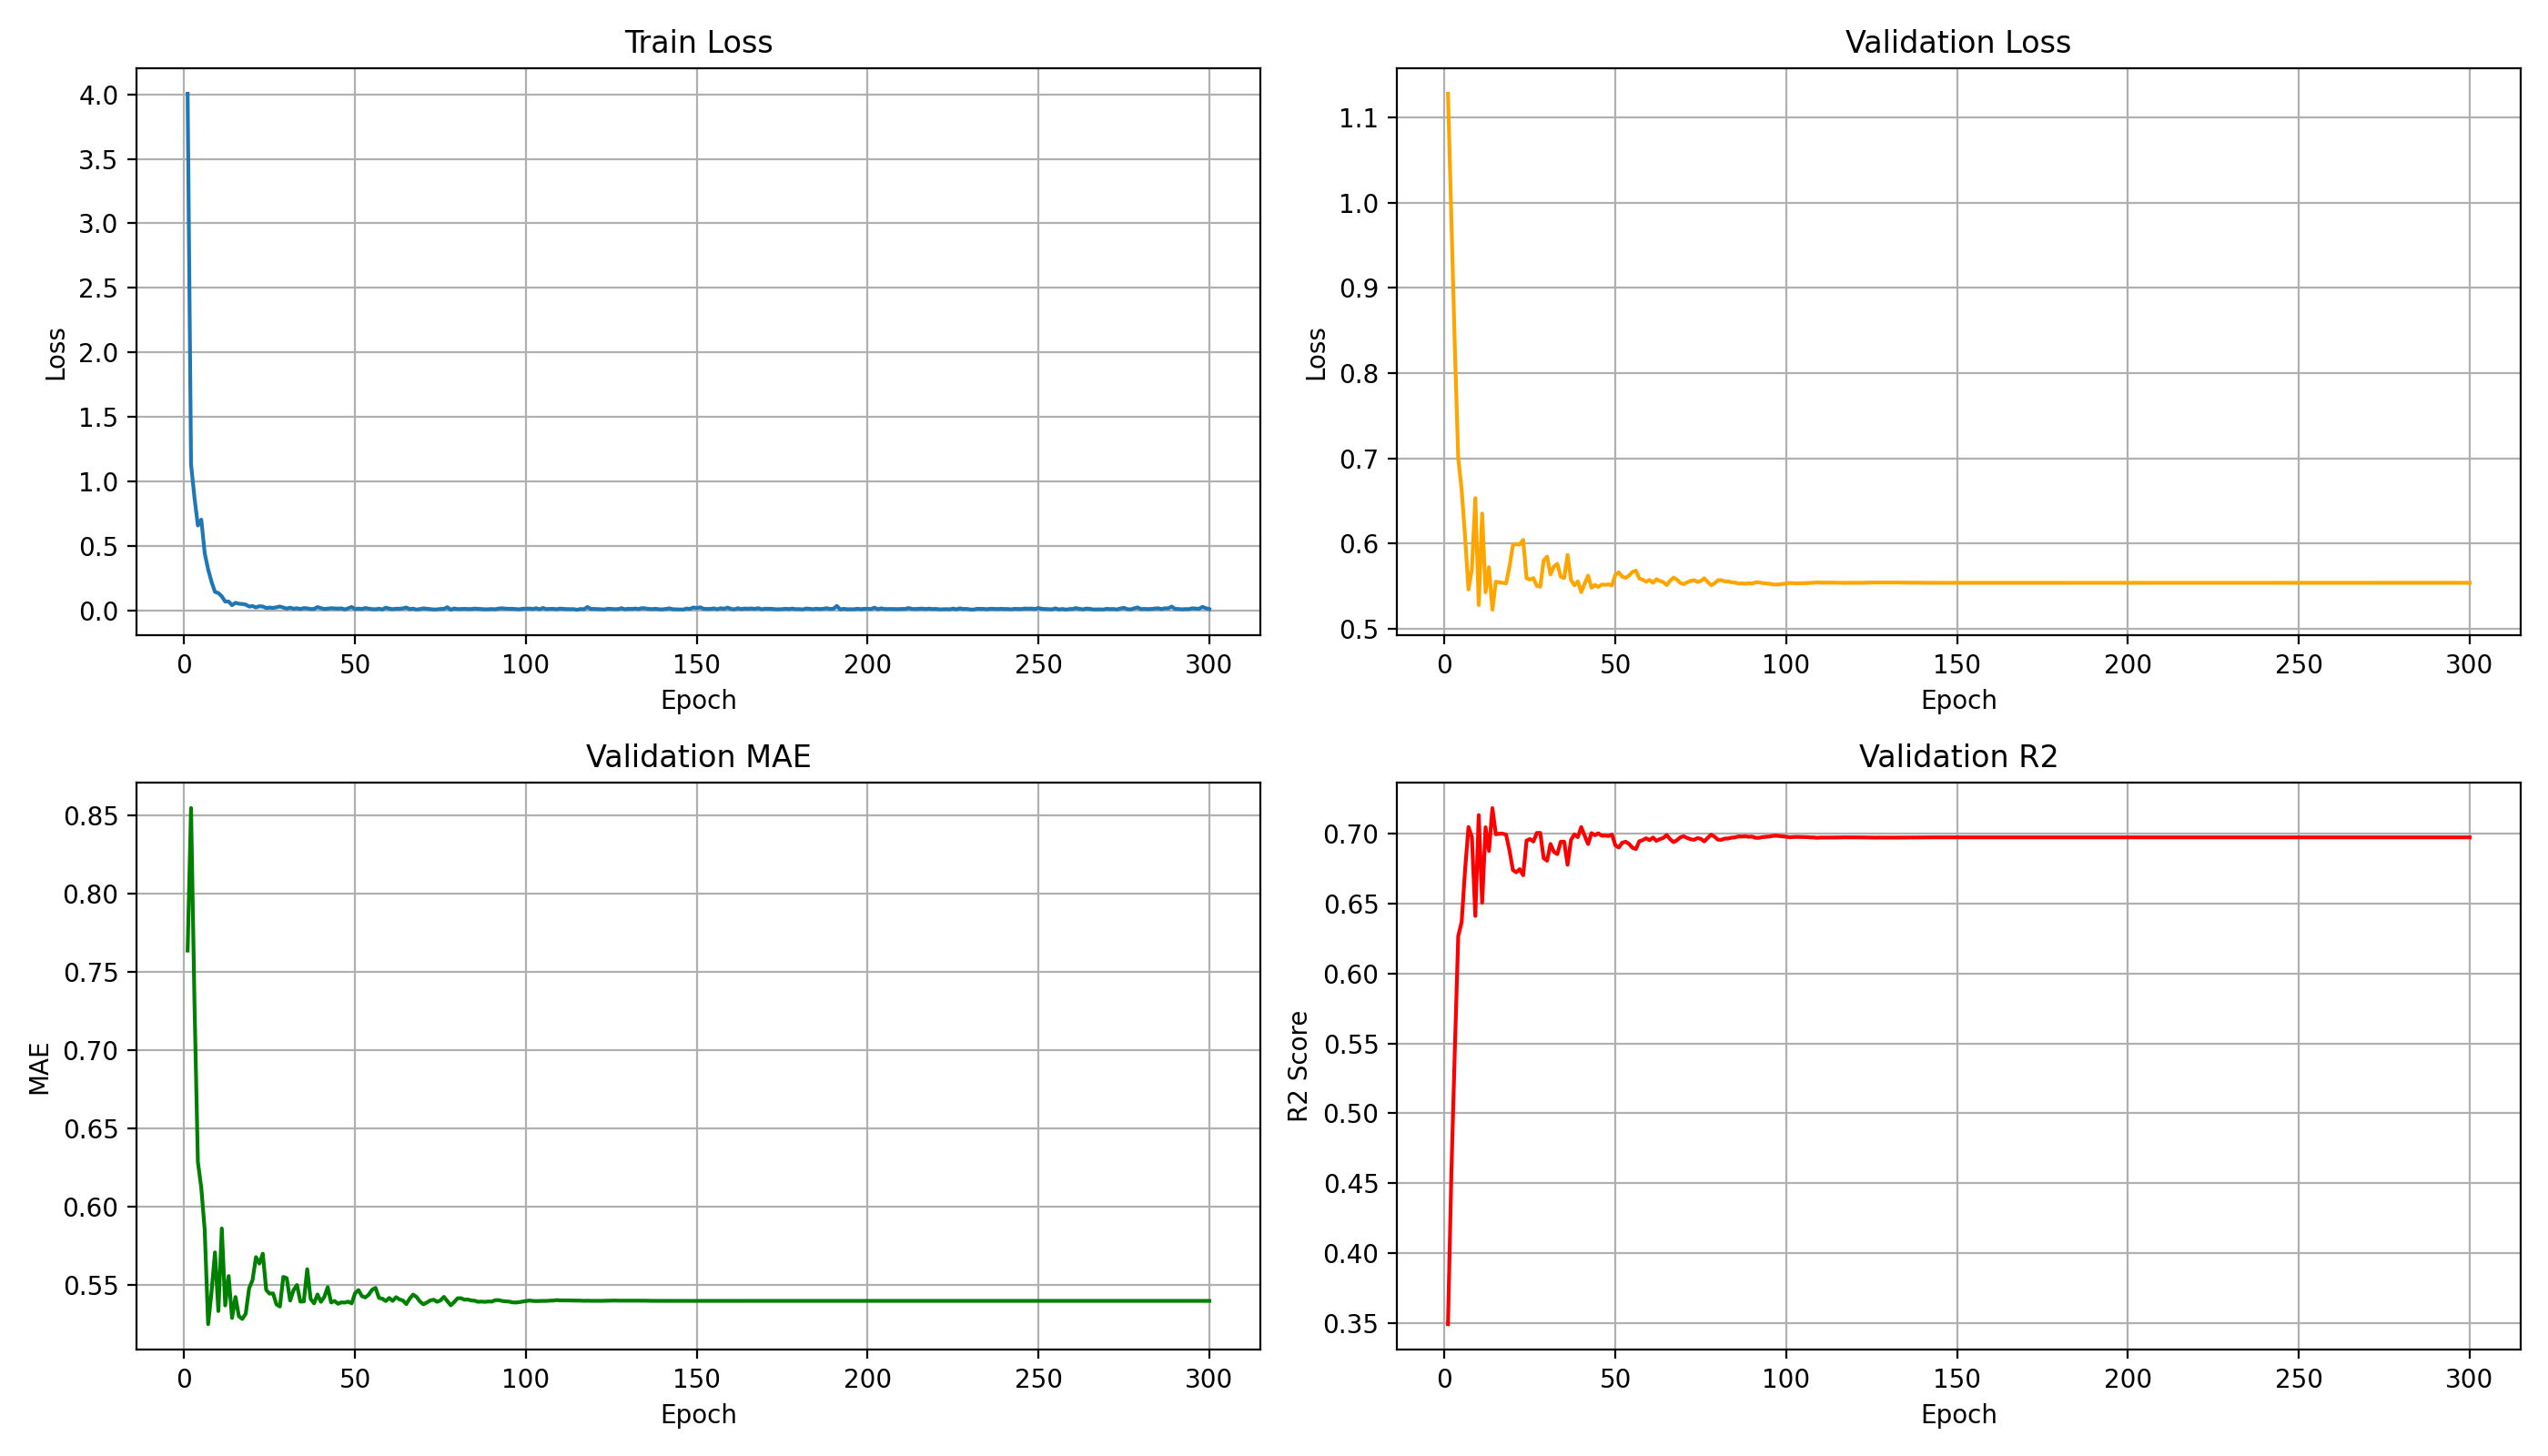 Train Loss
4.0
3.5
3.0
2.5
2.0
1.5
1.0
0.5
0.0
Loss
0 50 100 150 200 250 300
Epoch
Validation Loss
1.1
1.0
0.9
0.8
0.7
0.6
0.5
Loss
0 50 100 150 200 250 300
Epoch
Validation MAE
0.85
0.80
0.75
0.70
0.65
0.60
0.55
MAE
0 50 100 150 200 250 300
Epoch
Validation R2
0.70
0.65
0.60
0.55
0.50
0.45
0.40
0.35
R2 Score
0 50 100 150 200 250 300
Epoch